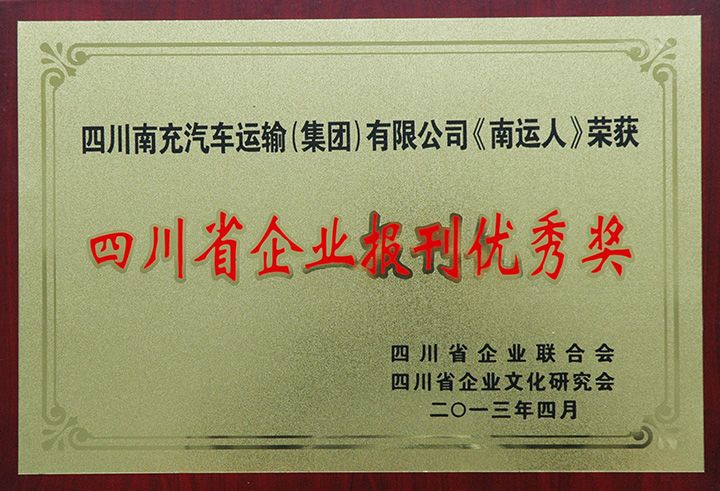 四川南充汽车运输(集团)有限公司《南运人》荣获
四川省企业报刊优秀奖
四川省企业联合会
四川省企业文化研究会
二〇一三年四月